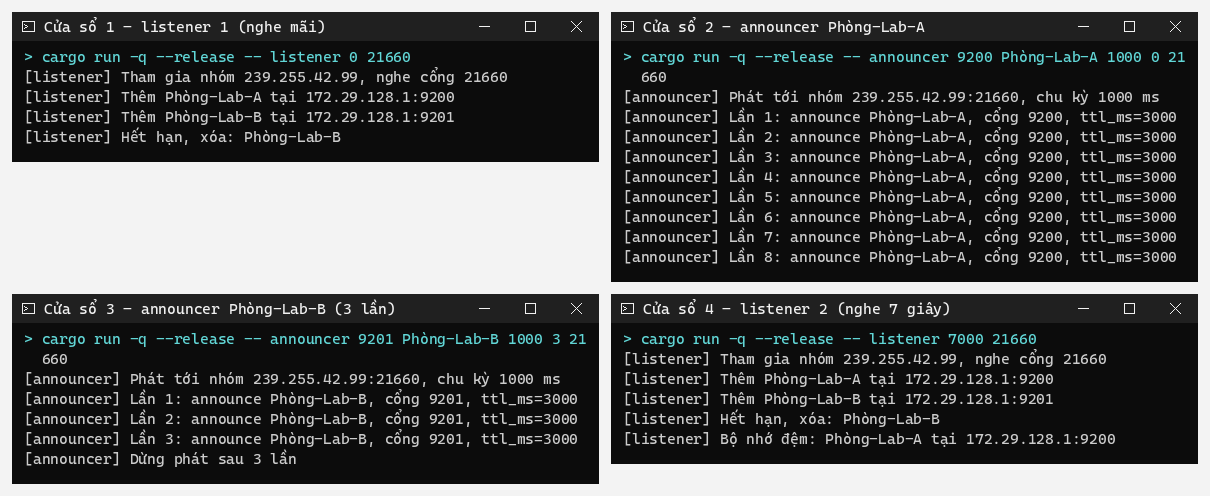 Cửa sổ 1 — listener 1 (nghe mãi)
> cargo run -q --release -- listener 0 21660
[listener] Tham gia nhóm 239.255.42.99, nghe cổng 21660
[listener] Thêm Phòng-Lab-A tại 172.29.128.1:9200
[listener] Thêm Phòng-Lab-B tại 172.29.128.1:9201
[listener] Hết hạn, xóa: Phòng-Lab-B
Cửa sổ 2 — announcer Phòng-Lab-A
> cargo run -q --release -- announcer 9200 Phòng-Lab-A 1000 0 21
660
[announcer] Phát tới nhóm 239.255.42.99:21660, chu kỳ 1000 ms
[announcer] Lần 1: announce Phòng-Lab-A, cổng 9200, ttl_ms=3000
[announcer] Lần 2: announce Phòng-Lab-A, cổng 9200, ttl_ms=3000
[announcer] Lần 3: announce Phòng-Lab-A, cổng 9200, ttl_ms=3000
[announcer] Lần 4: announce Phòng-Lab-A, cổng 9200, ttl_ms=3000
[announcer] Lần 5: announce Phòng-Lab-A, cổng 9200, ttl_ms=3000
[announcer] Lần 6: announce Phòng-Lab-A, cổng 9200, ttl_ms=3000
[announcer] Lần 7: announce Phòng-Lab-A, cổng 9200, ttl_ms=3000
[announcer] Lần 8: announce Phòng-Lab-A, cổng 9200, ttl_ms=3000
Cửa sổ 3 — announcer Phòng-Lab-B (3 lần)
> cargo run -q --release -- announcer 9201 Phòng-Lab-B 1000 3 21
660
[announcer] Phát tới nhóm 239.255.42.99:21660, chu kỳ 1000 ms
[announcer] Lần 1: announce Phòng-Lab-B, cổng 9201, ttl_ms=3000
[announcer] Lần 2: announce Phòng-Lab-B, cổng 9201, ttl_ms=3000
[announcer] Lần 3: announce Phòng-Lab-B, cổng 9201, ttl_ms=3000
[announcer] Dừng phát sau 3 lần
Cửa sổ 4 — listener 2 (nghe 7 giây)
> cargo run -q --release -- listener 7000 21660
[listener] Tham gia nhóm 239.255.42.99, nghe cổng 21660
[listener] Thêm Phòng-Lab-A tại 172.29.128.1:9200
[listener] Thêm Phòng-Lab-B tại 172.29.128.1:9201
[listener] Hết hạn, xóa: Phòng-Lab-B
[listener] Bộ nhớ đệm: Phòng-Lab-A tại 172.29.128.1:9200